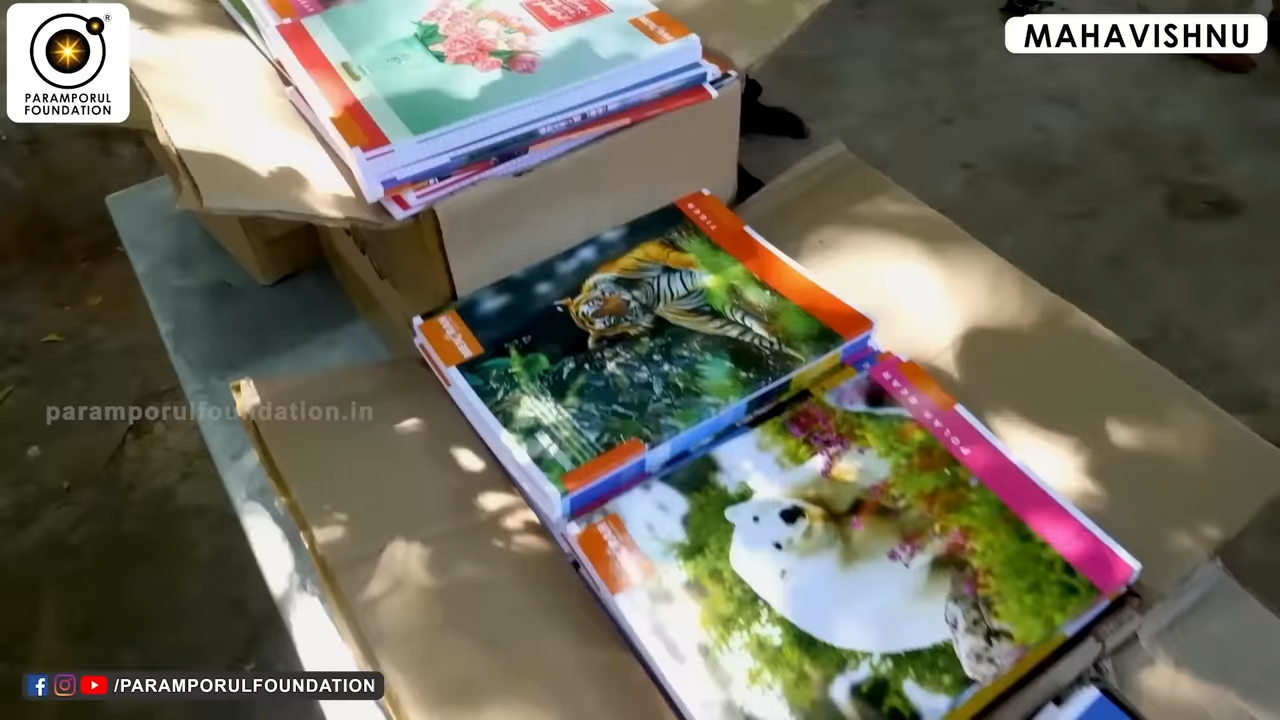 PARAMPORUL
FOUNDATION
®
MAHAVISHNU
TIGER
POLAR BEAR
paramporulfoundation.in
/PARAMPORULFOUNDATION